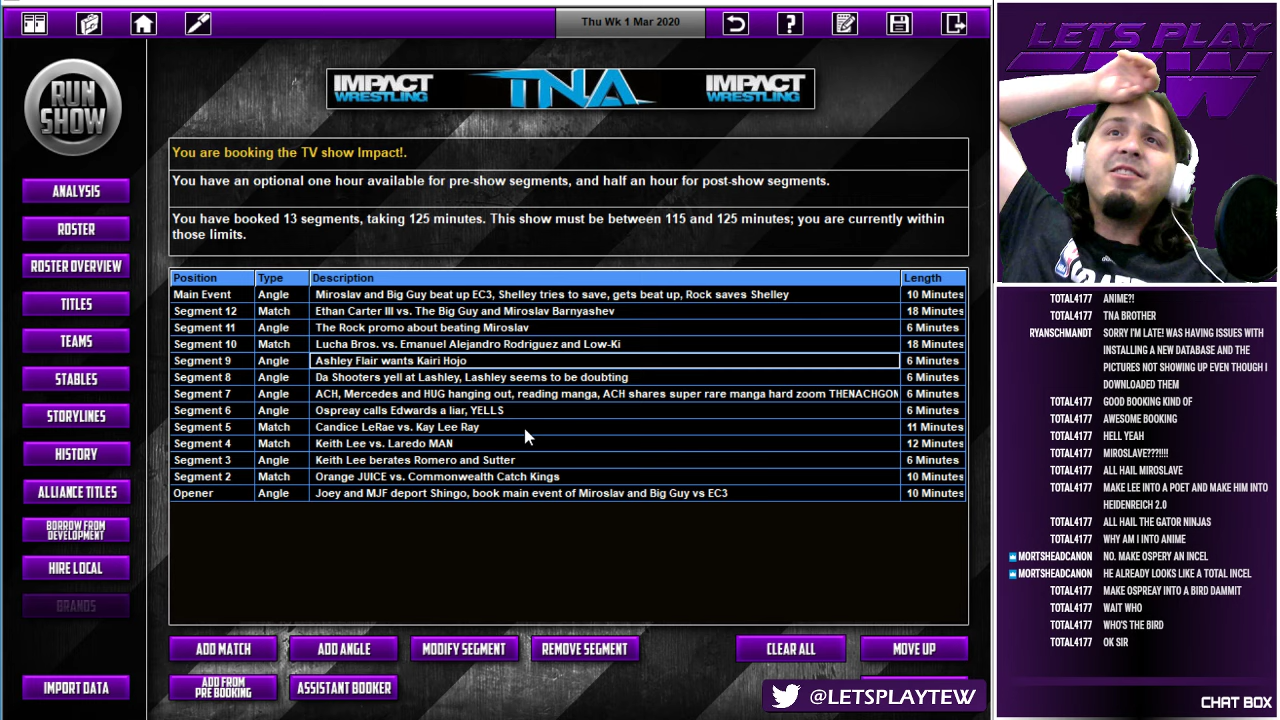 Thu Wk 1 Mar 2020
RUN
SHOW
IMPACT
WRESTLING
TNA
IMPACT
WRESTLING
You are booking the TV show Impact!.
You have an optional one hour available for pre-show segments, and half an hour for post-show segments.
You have booked 13 segments, taking 125 minutes. This show must be between 115 and 125 minutes; you are currently within
those limits.
ANALYSIS
ROSTER
ROSTER OVERVIEW
TITLES
TEAMS
STABLES
STORYLINES
HISTORY
ALLIANCE TITLES
BORROW FROM
DEVELOPMENT
HIRE LOCAL
BRANDS
IMPORT DATA
Position Type Description Length
Main Event Angle Miroslav and Big Guy beat up EC3, Shelley tries to save, gets beat up, Rock saves Shelley 10 Minutes
Segment 12 Match Ethan Carter III vs. The Big Guy and Miroslav Barnyashev 18 Minutes
Segment 11 Angle The Rock promo about beating Miroslav 6 Minutes
Segment 10 Match Lucha Bros. vs. Emanuel Alejandro Rodriguez and Low-Ki 18 Minutes
Segment 9 Angle Ashley Flair wants Kairi Hojo 6 Minutes
Segment 8 Angle Da Shooters yell at Lashley, Lashley seems to be doubting 6 Minutes
Segment 7 Angle ACH, Mercedes and HUG hanging out, reading manga, ACH shares super rare manga hard zoom THENACHGON 6 Minutes
Segment 6 Angle Ospreay calls Edwards a liar, YELLS 6 Minutes
Segment 5 Match Candice LeRae vs. Kay Lee Ray 11 Minutes
Segment 4 Match Keith Lee vs. Laredo MAN 12 Minutes
Segment 3 Angle Keith Lee berates Romero and Sutter 6 Minutes
Segment 2 Match Orange JUICE vs. Commonwealth Catch Kings 10 Minutes
Opener Angle Joey and MJF deport Shingo, book main event of Miroslav and Big Guy vs EC3 10 Minutes
ADD MATCH
ADD ANGLE
MODIFY SEGMENT
REMOVE SEGMENT
CLEAR ALL
MOVE UP
ADD FROM
PRE BOOKING
ASSISTANT BOOKER
@LETSPLAYTEW
LETS PLAY
TEW
TOTAL4177 ANIME?!
TOTAL4177 TNA BROTHER
RYANSCHMANDT SORRY I'M LATE! WAS HAVING ISSUES WITH
INSTALLING A NEW DATABASE AND THE
PICTURES NOT SHOWING UP EVEN THOUGH I
DOWNLOADED THEM
TOTAL4177 GOOD BOOKING KIND OF
TOTAL4177 AWESOME BOOKING
TOTAL4177 HELL YEAH
TOTAL4177 MIROSLAVE???!!!!
TOTAL4177 ALL HAIL MIROSLAVE
TOTAL4177 MAKE LEE INTO A POET AND MAKE HIM INTO
HEIDENREICH 2.0
TOTAL4177 ALL HAIL THE GATOR NINJAS
TOTAL4177 WHY AM I INTO ANIME
MORTSHEADCANON NO. MAKE OSPERY AN INCEL
MORTSHEADCANON HE ALREADY LOOKS LIKE A TOTAL INCEL
TOTAL4177 MAKE OSPREAY INTO A BIRD DAMMIT
TOTAL4177 WAIT WHO
TOTAL4177 WHO'S THE BIRD
TOTAL4177 OK SIR
CHAT BOX